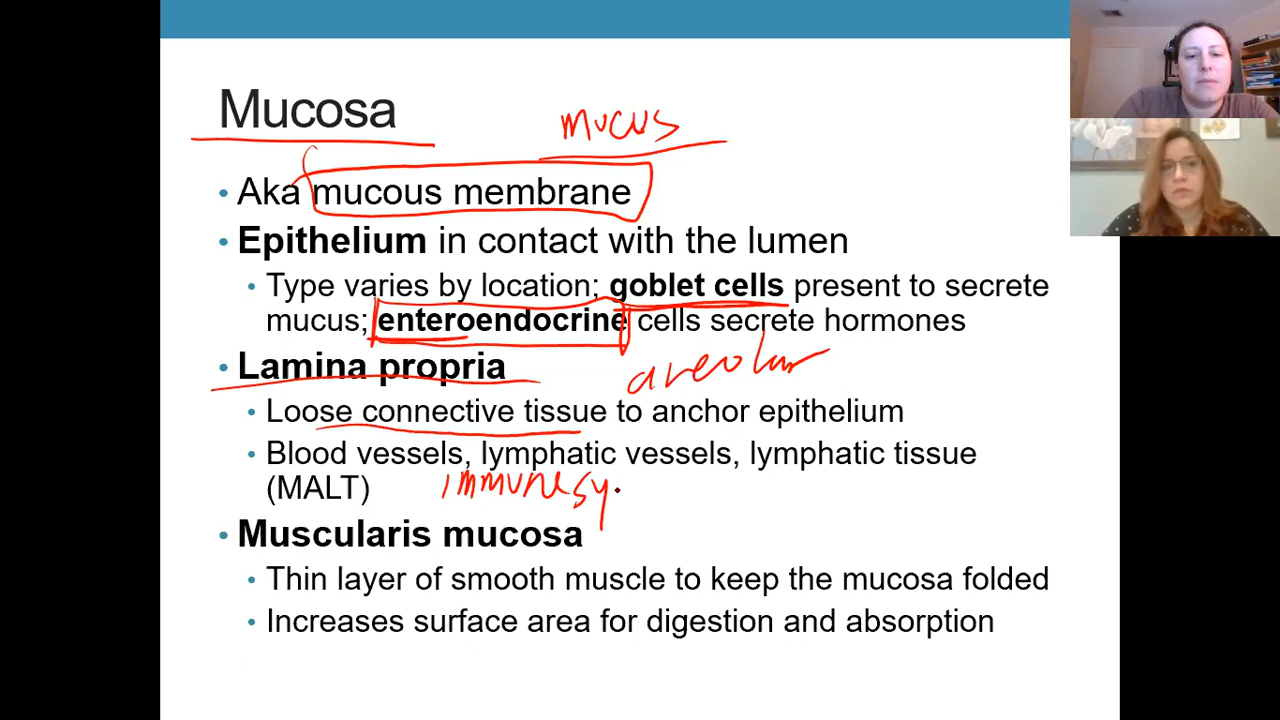 Mucosa
mucus
• Aka mucous membrane
• Epithelium in contact with the lumen
• Type varies by location; goblet cells present to secrete
mucus; enteroendocrine cells secrete hormones
• Lamina propria
areolar
• Loose connective tissue to anchor epithelium
• Blood vessels, lymphatic vessels, lymphatic tissue
(MALT)
immunesy
• Muscularis mucosa
• Thin layer of smooth muscle to keep the mucosa folded
• Increases surface area for digestion and absorption